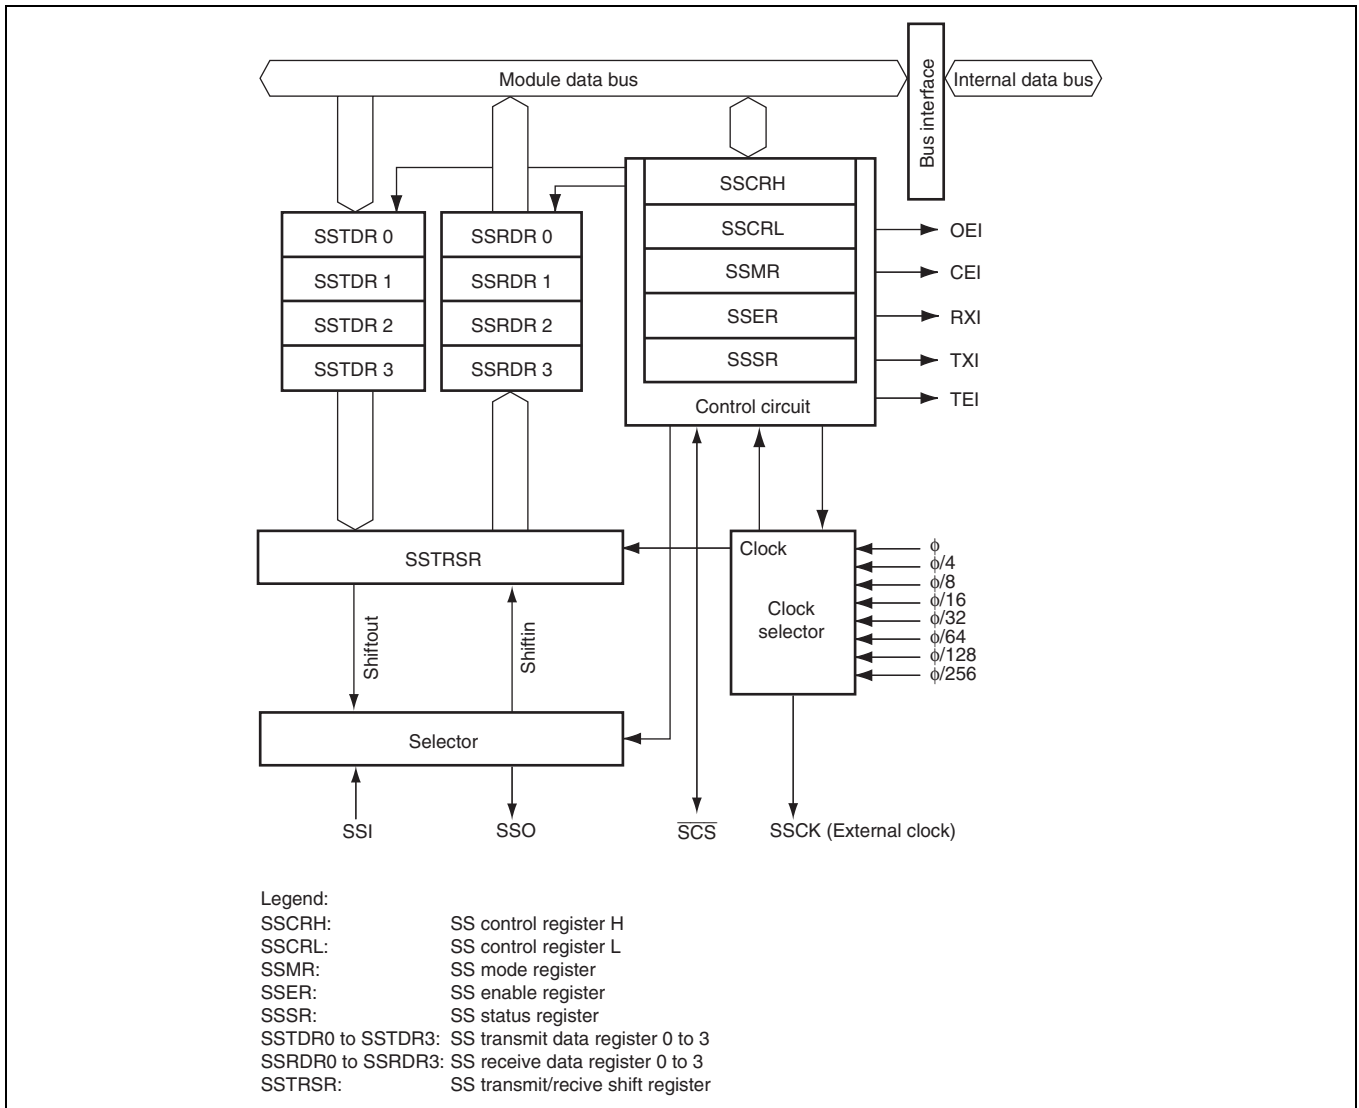 Module data bus
Bus interface
Internal data bus
SSTDR 0
SSTDR 1
SSTDR 2
SSTDR 3
SSRDR 0
SSRDR 1
SSRDR 2
SSRDR 3
SSCRH
SSCRL
SSMR
SSER
SSSR
Control circuit
OEI
CEI
RXI
TXI
TEI
SSTRSR
Clock
Clock
selector
ϕ
ϕ/4
ϕ/8
ϕ/16
ϕ/32
ϕ/64
ϕ/128
ϕ/256
Shiftout
Shiftin
Selector
SSI
SSO
SCS
SSCK (External clock)
Legend:
SSCRH: SS control register H
SSCRL: SS control register L
SSMR: SS mode register
SSER: SS enable register
SSSR: SS status register
SSTDR0 to SSTDR3: SS transmit data register 0 to 3
SSRDR0 to SSRDR3: SS receive data register 0 to 3
SSTRSR: SS transmit/recive shift register